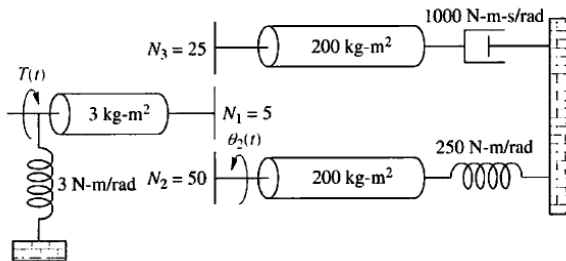 1000 N-m-s/rad
N₃ = 25
200 kg-m²
T(t)
3 kg-m²
N₁ = 5
θ₂(t)
250 N-m/rad
3 N-m/rad
N₂ = 50
200 kg-m²